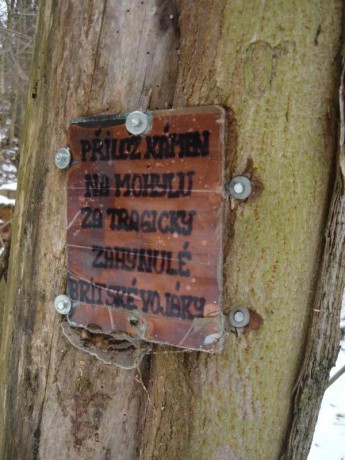 PŘILOŽ KÁMEN
NA MOHYLU
ZA TRAGICKY
ZAHYNULÉ
BRITSKÉ VOJÁKY